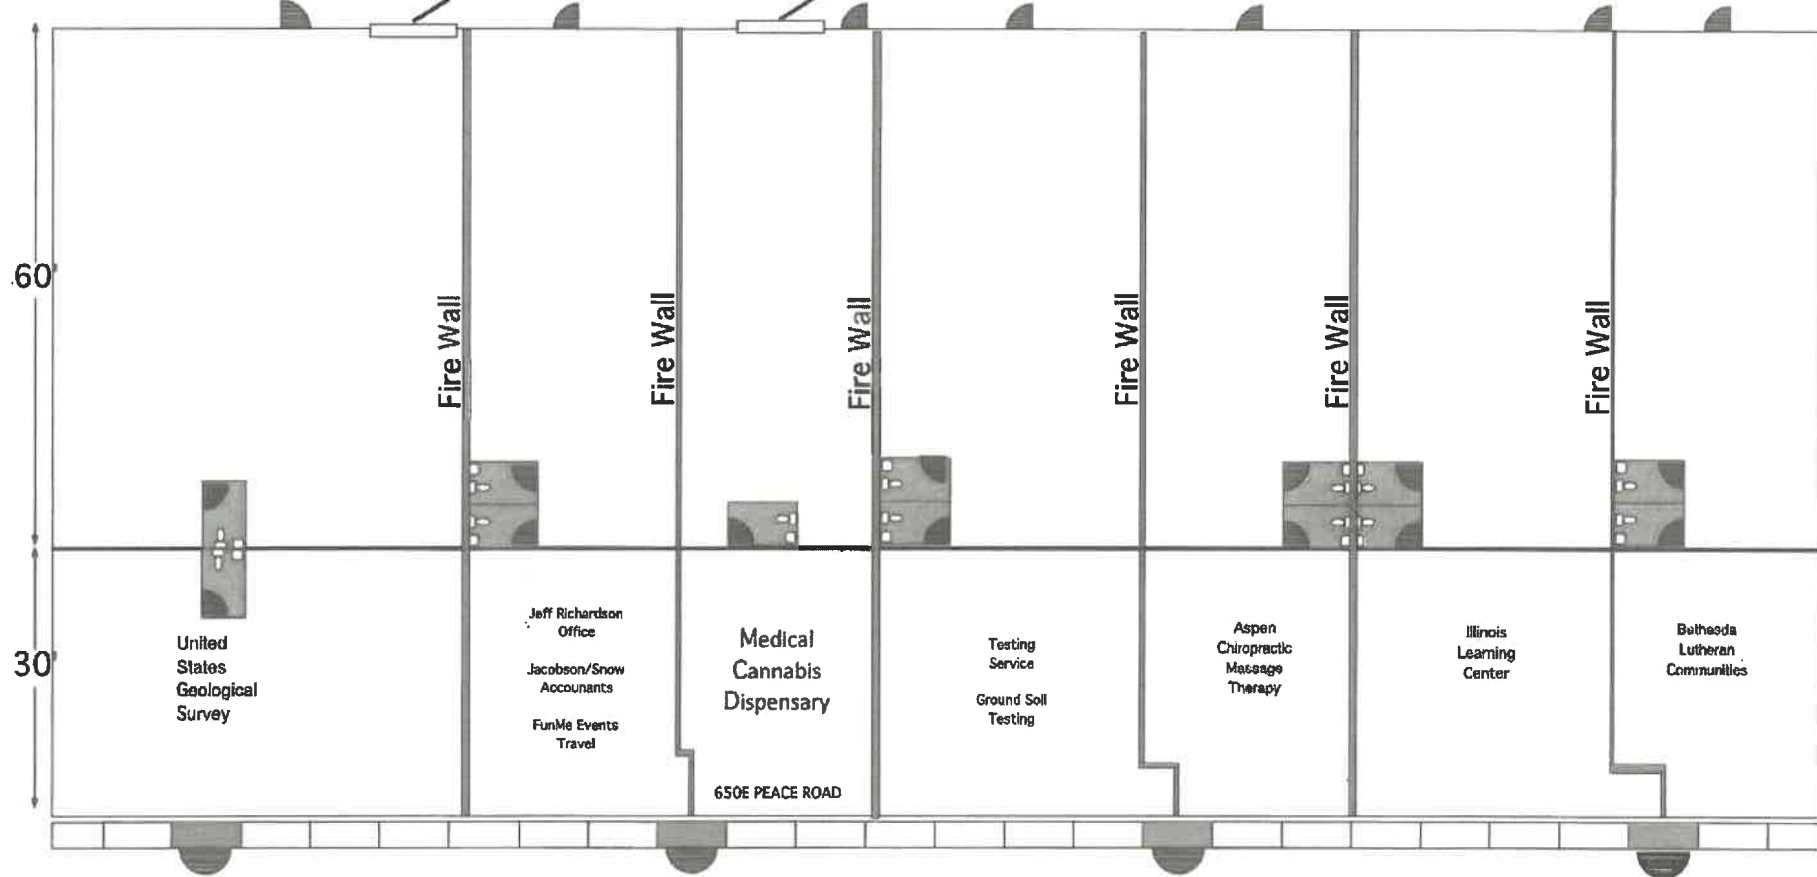 60'
30'
Fire Wall
Fire Wall
Fire Wall
Fire Wall
Fire Wall
Fire Wall
United
States
Geological
Survey
Jeff Richardson
Office
Jacobson/Snow
Accounants
FunMe Events
Travel
Medical
Cannabis
Dispensary
650E PEACE ROAD
Testing
Service
Ground Soil
Testing
Aspen
Chiropractic
Massage
Therapy
Illinois
Learning
Center
Bethesda
Lutheran
Communities